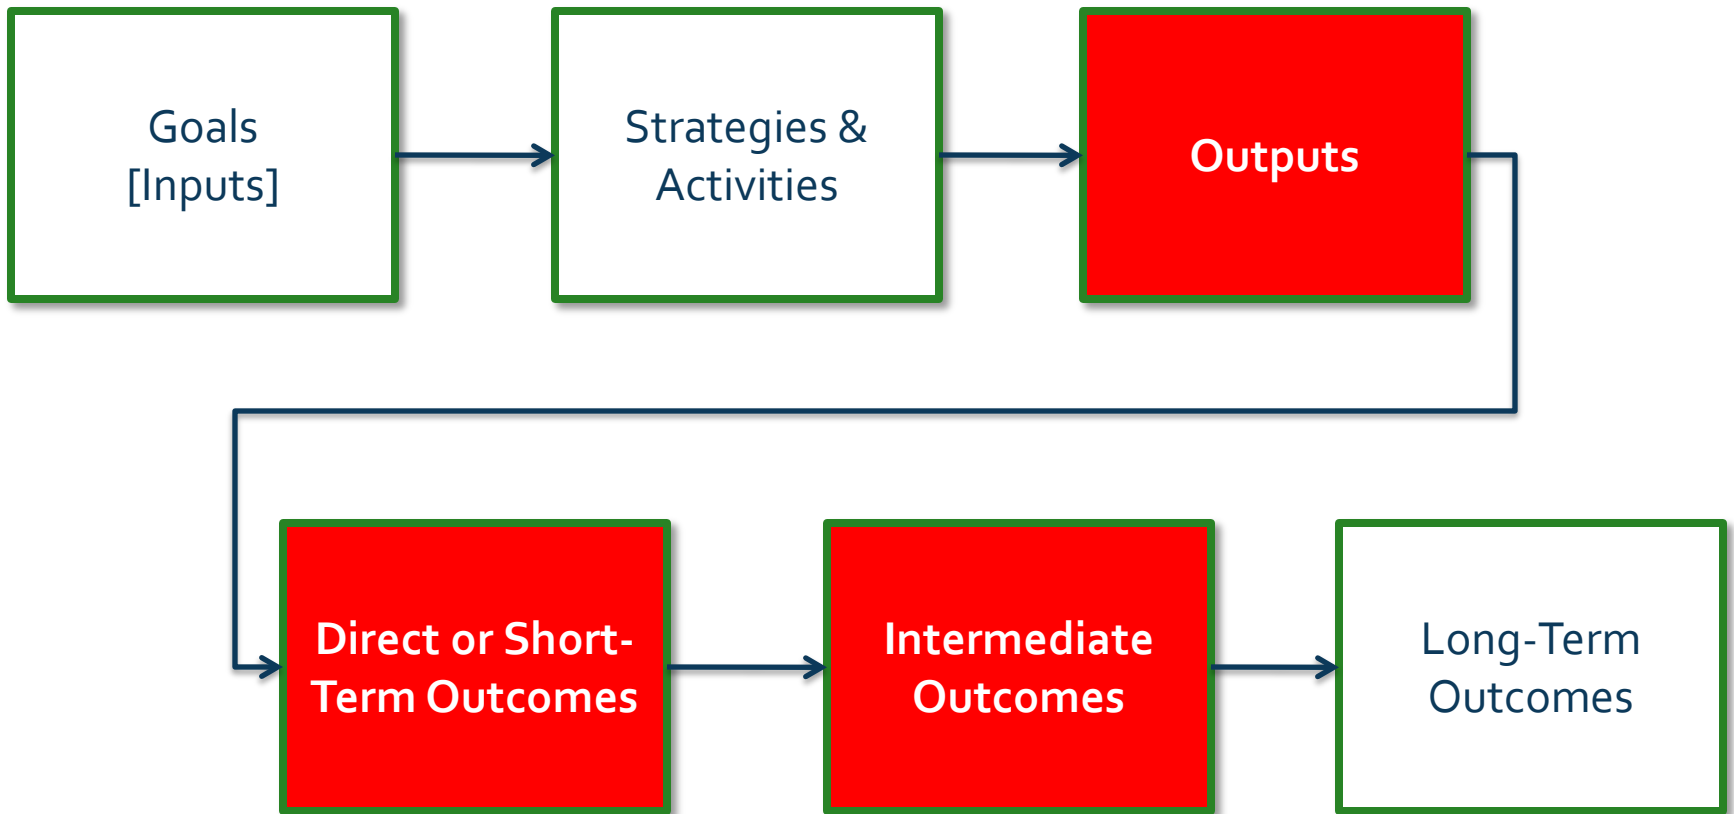 Goals
[Inputs]
Strategies &
Activities
Outputs
Direct or Short-
Term Outcomes
Intermediate
Outcomes
Long-Term
Outcomes